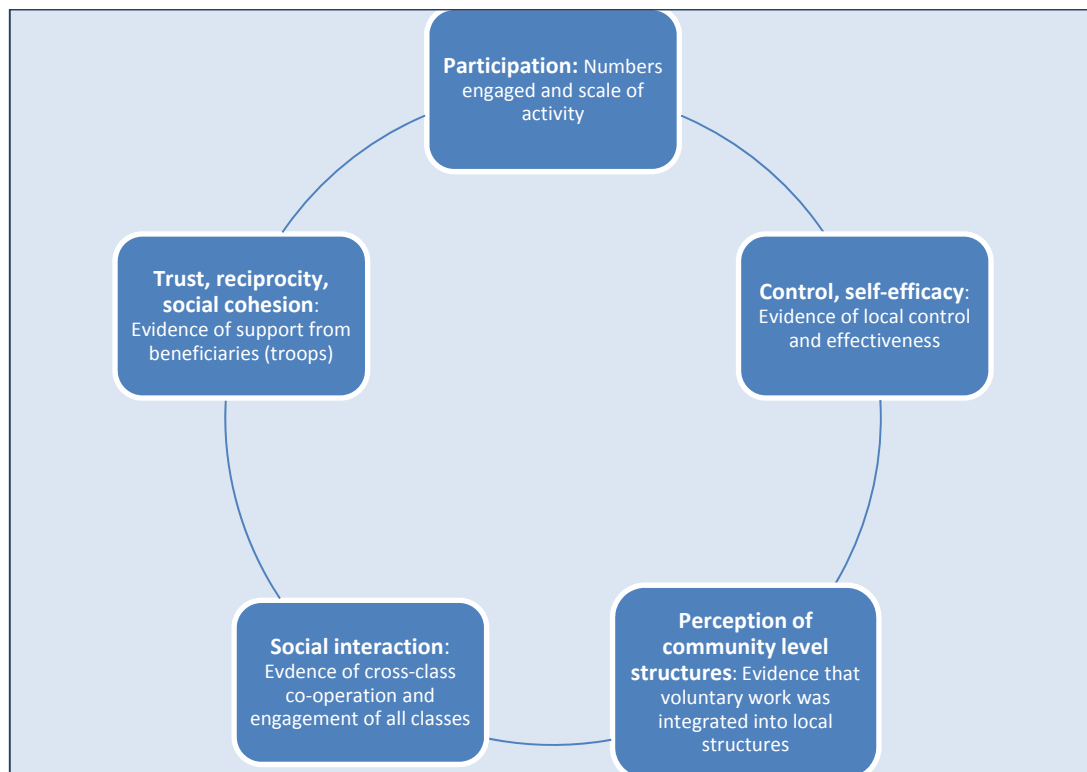 Participation: Numbers
engaged and scale of
activity
Control, self-efficacy:
Evidence of local control
and effectiveness
Perception of
community level
structures: Evidence that
voluntary work was
integrated into local
structures
Social interaction:
Evdence of cross-class
co-operation and
engagement of all classes
Trust, reciprocity,
social cohesion:
Evidence of support from
beneficiaries (troops)